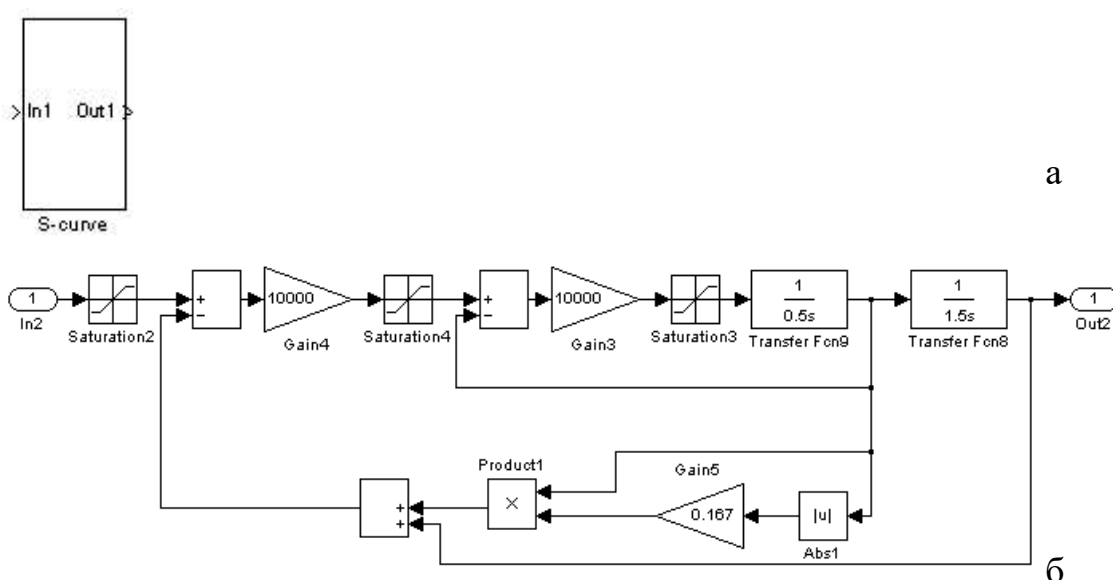 In1 Out1
S-curve
а
1
In2
Saturation2
+
−
10000
Gain4
Saturation4
+
−
10000
Gain3
Saturation3
1
0.5s
Transfer Fcn9
1
1.5s
Transfer Fcn8
1
Out2
+
+
Product1
×
Gain5
0.167
|u|
Abs1
б